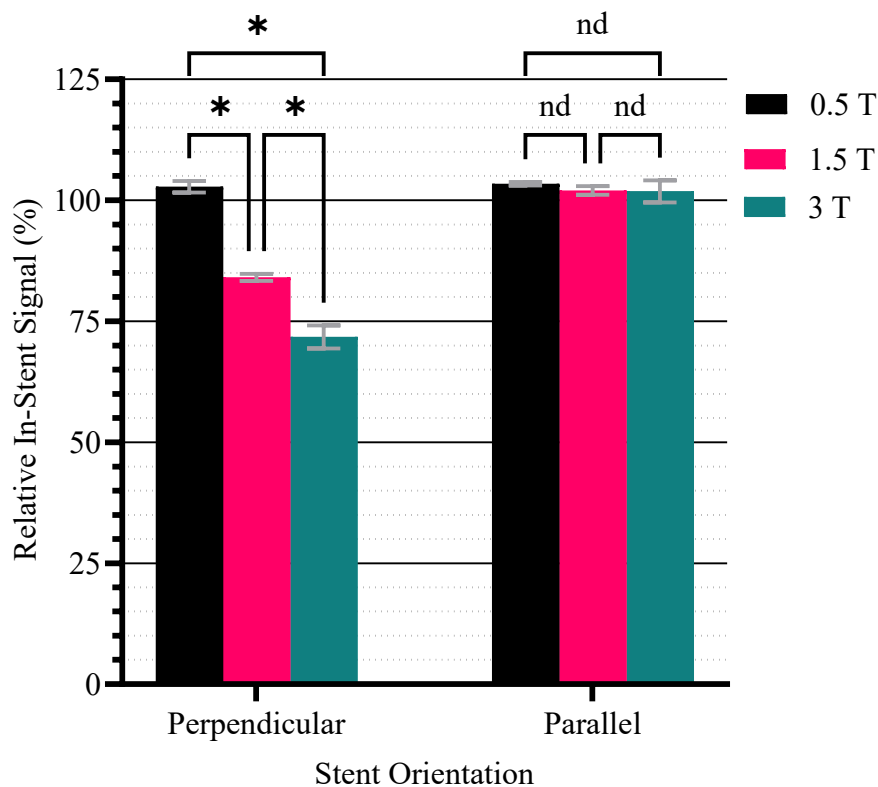 * nd
125
* * nd nd
0.5 T
1.5 T
3 T
100
75
50
25
0
Relative In-Stent Signal (%)
Perpendicular Parallel
Stent Orientation